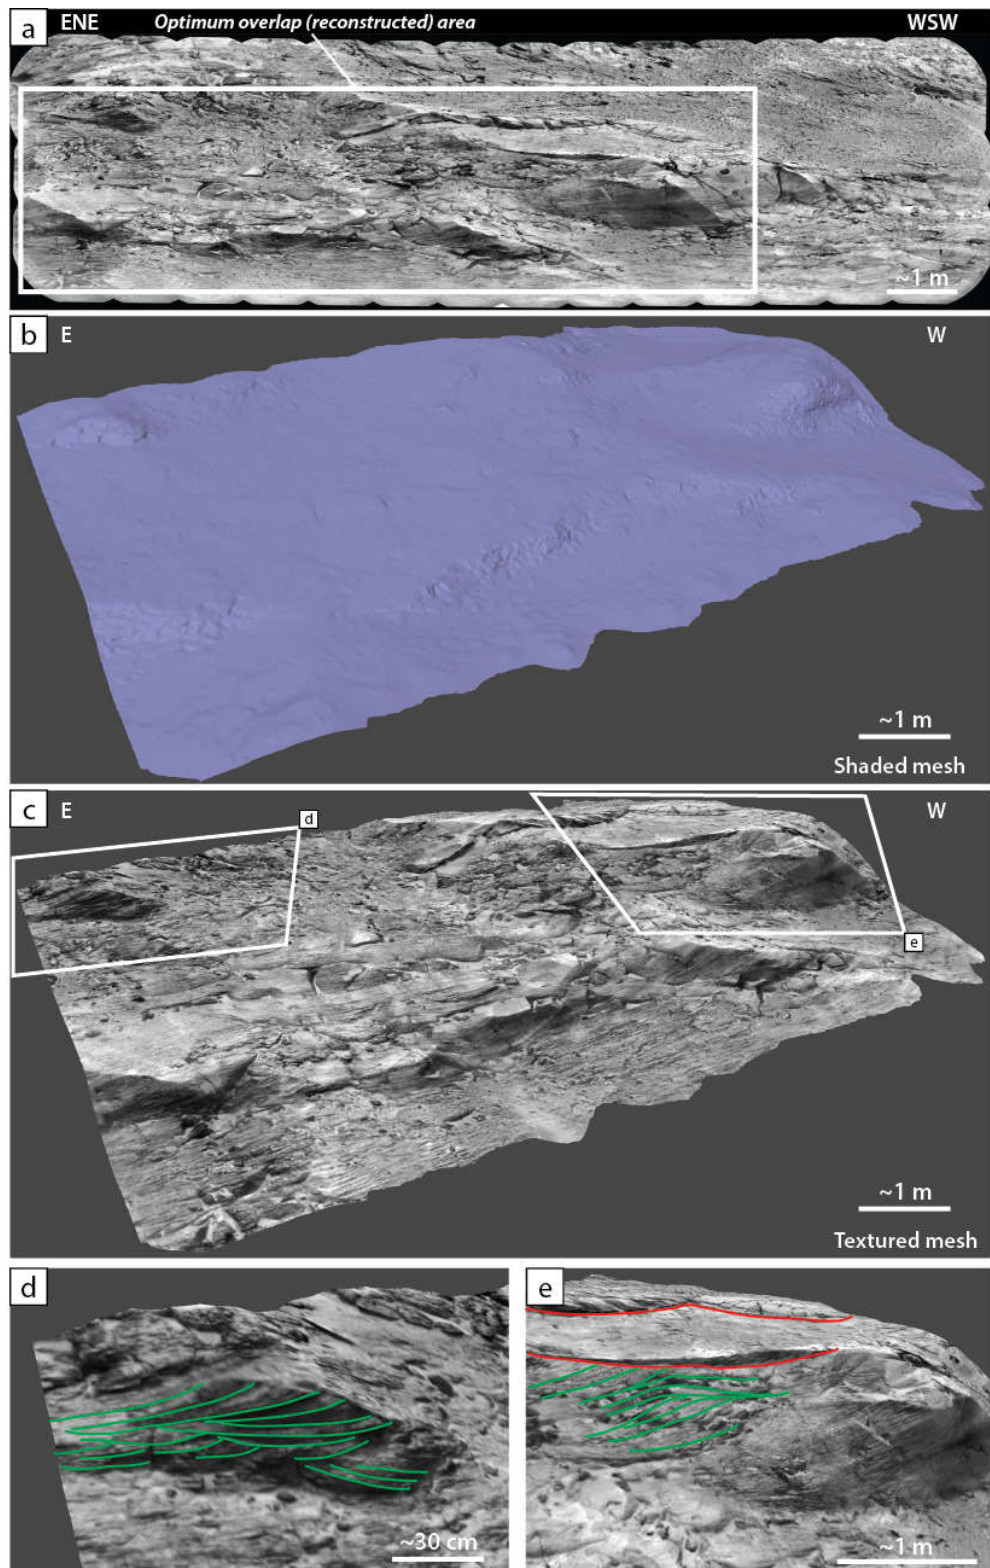 a
ENE
Optimum overlap (reconstructed) area
WSW
~1 m
b
E
W
~1 m
Shaded mesh
c
E
W
d
e
~1 m
Textured mesh
d
~30 cm
e
~1 m